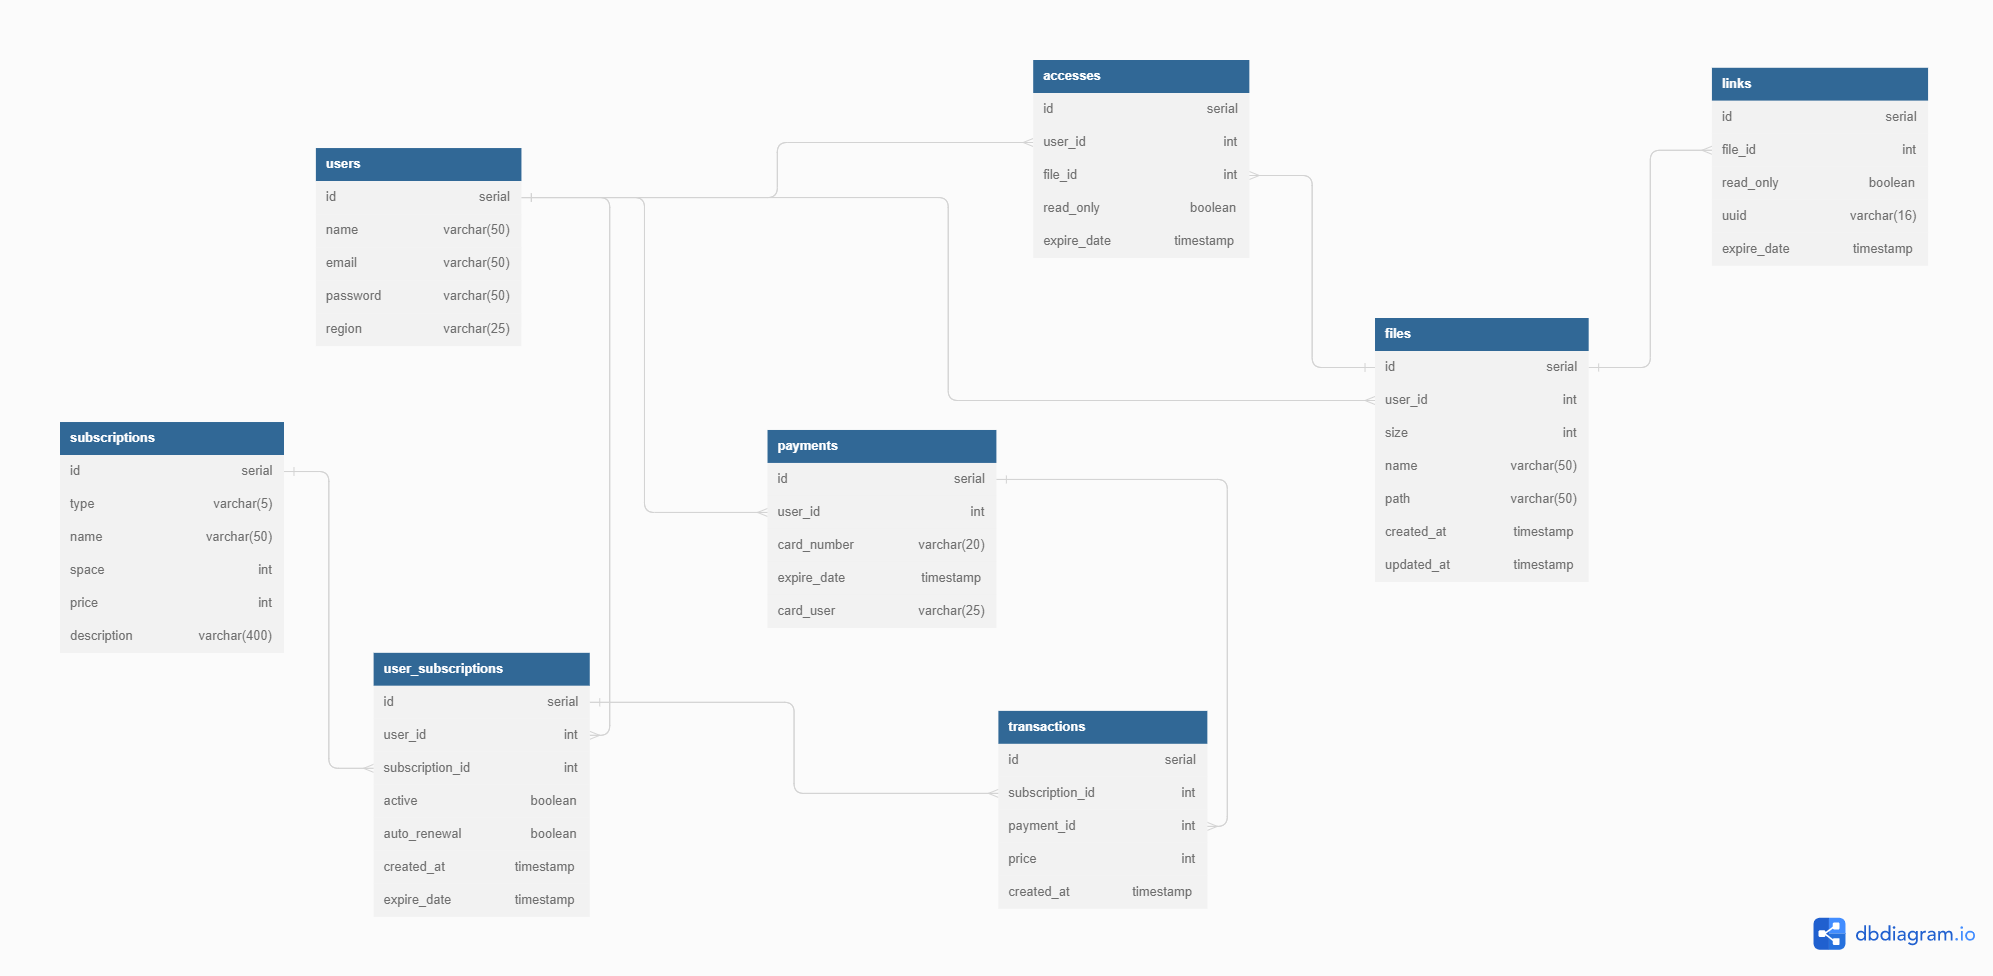 accesses
id serial
user_id int
file_id int
read_only boolean
expire_date timestamp
links
id serial
file_id int
read_only boolean
uuid varchar(16)
expire_date timestamp
users
id serial
name varchar(50)
email varchar(50)
password varchar(50)
region varchar(25)
files
id serial
user_id int
size int
name varchar(50)
path varchar(50)
created_at timestamp
updated_at timestamp
subscriptions
id serial
type varchar(5)
name varchar(50)
space int
price int
description varchar(400)
payments
id serial
user_id int
card_number varchar(20)
expire_date timestamp
card_user varchar(25)
user_subscriptions
id serial
user_id int
subscription_id int
active boolean
auto_renewal boolean
created_at timestamp
expire_date timestamp
transactions
id serial
subscription_id int
payment_id int
price int
created_at timestamp
dbdiagram.io